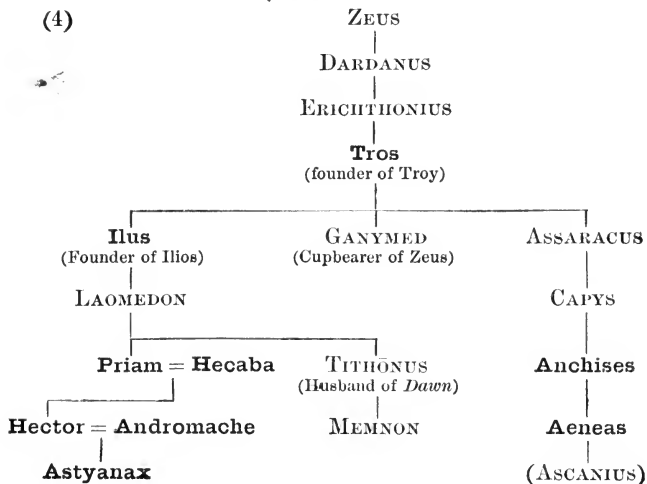 (4)
ZEUS
DARDANUS
ERICHTHONIUS
Tros
(founder of Troy)
Ilus GANYMED ASSARACUS
(Founder of Ilios) (Cupbearer of Zeus)
LAOMEDON CAPYS
Priam = Hecaba TITHŌNUS Anchises
(Husband of Dawn)
Hector = Andromache MEMNON Aeneas
Astyanax (ASCANIUS)